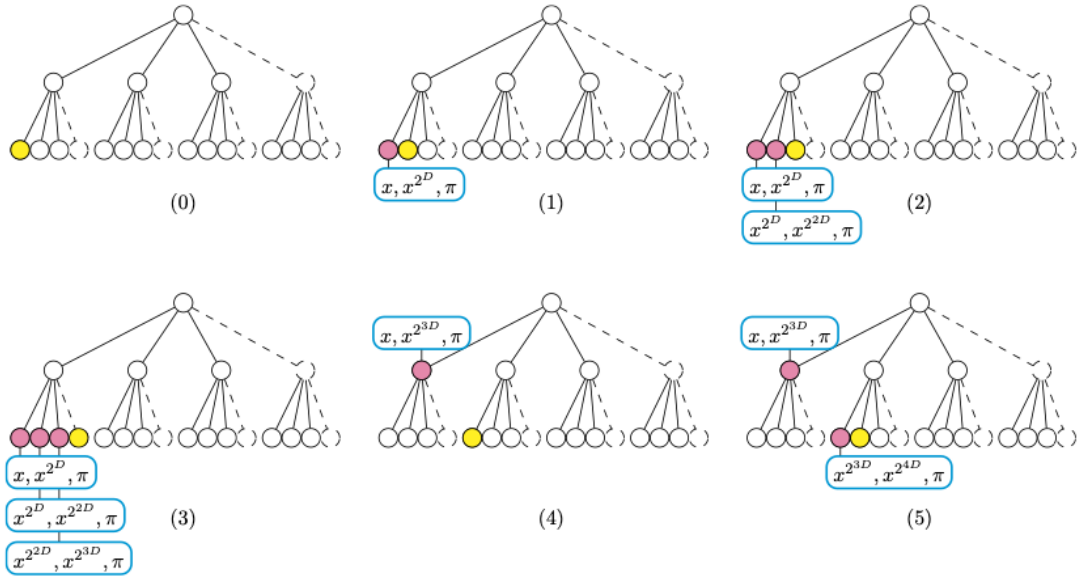 x, x^{2^D}, π
x, x^{2^D}, π
(0)
(1)
(2)
x^{2^D}, x^{2^{2D}}, π
x, x^{2^{3D}}, π
x, x^{2^{3D}}, π
x, x^{2^D}, π
x^{2^{3D}}, x^{2^{4D}}, π
x^{2^D}, x^{2^{2D}}, π
(3)
(4)
(5)
x^{2^{2D}}, x^{2^{3D}}, π